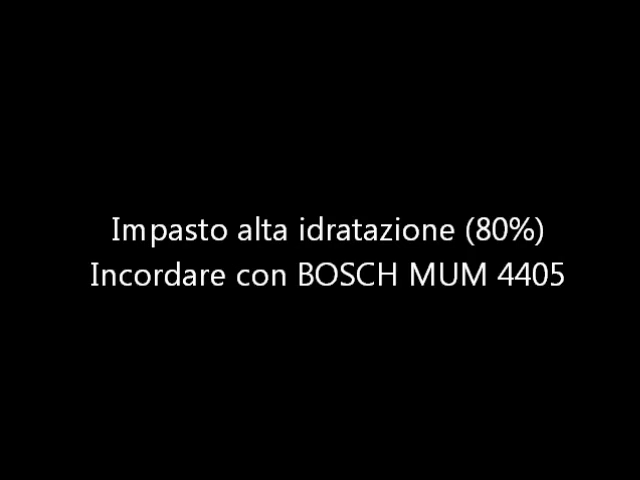 Impasto alta idratazione (80%)
Incordare con BOSCH MUM 4405